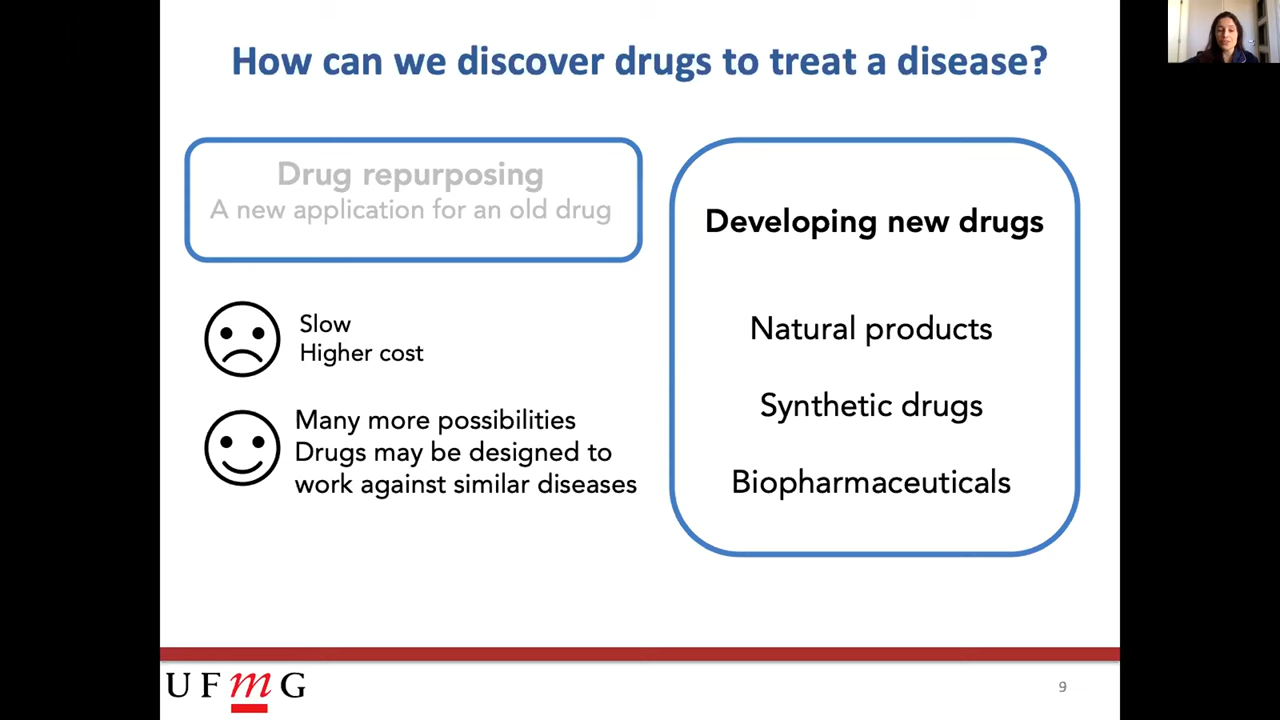 How can we discover drugs to treat a disease?
Drug repurposing
A new application for an old drug
Slow
Higher cost
Many more possibilities
Drugs may be designed to
work against similar diseases
Developing new drugs
Natural products
Synthetic drugs
Biopharmaceuticals
UFmG
9